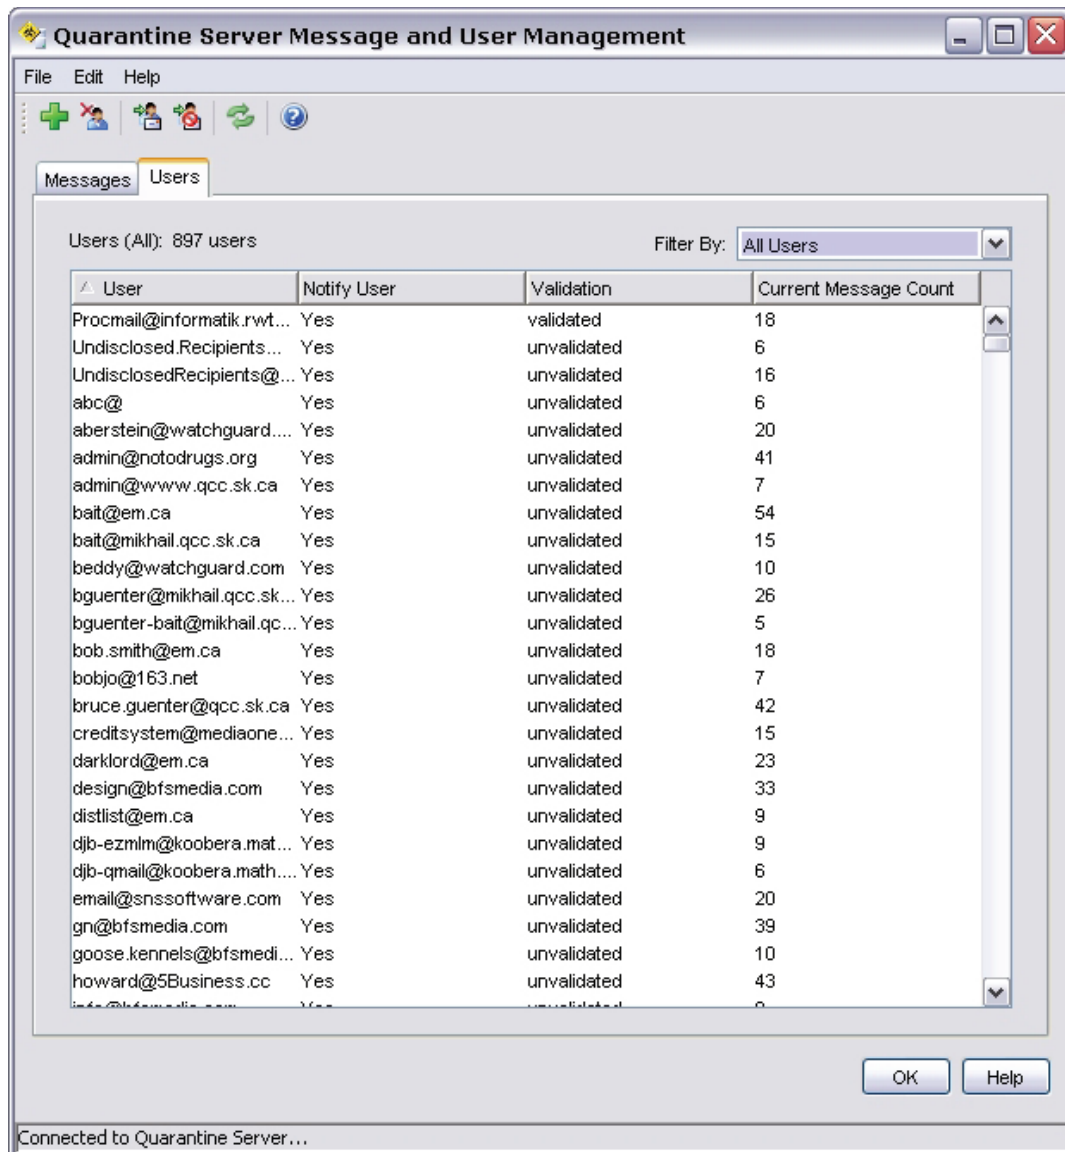 Quarantine Server Message and User Management
File Edit Help
Messages Users
Users (All): 897 users Filter By: All Users
User Notify User Validation Current Message Count
Procmail@informatik.rwt... Yes validated 18
Undisclosed.Recipients... Yes unvalidated 6
UndisclosedRecipients@... Yes unvalidated 16
abc@ Yes unvalidated 6
aberstein@watchguard.... Yes unvalidated 20
admin@notodrugs.org Yes unvalidated 41
admin@www.qcc.sk.ca Yes unvalidated 7
bait@em.ca Yes unvalidated 54
bait@mikhail.qcc.sk.ca Yes unvalidated 15
beddy@watchguard.com Yes unvalidated 10
bguenter@mikhail.qcc.sk... Yes unvalidated 26
bguenter-bait@mikhail.qc... Yes unvalidated 5
bob.smith@em.ca Yes unvalidated 18
bobjo@163.net Yes unvalidated 7
bruce.guenter@qcc.sk.ca Yes unvalidated 42
creditsystem@mediaone... Yes unvalidated 15
darklord@em.ca Yes unvalidated 23
design@bfsmedia.com Yes unvalidated 33
distlist@em.ca Yes unvalidated 9
djb-ezmlm@koobera.mat... Yes unvalidated 9
djb-qmail@koobera.math.... Yes unvalidated 6
email@snssoftware.com Yes unvalidated 20
gn@bfsmedia.com Yes unvalidated 39
goose.kennels@bfsmedi... Yes unvalidated 10
howard@5Business.cc Yes unvalidated 43
info@bfsmedia.com Yes unvalidated
OK Help
Connected to Quarantine Server...